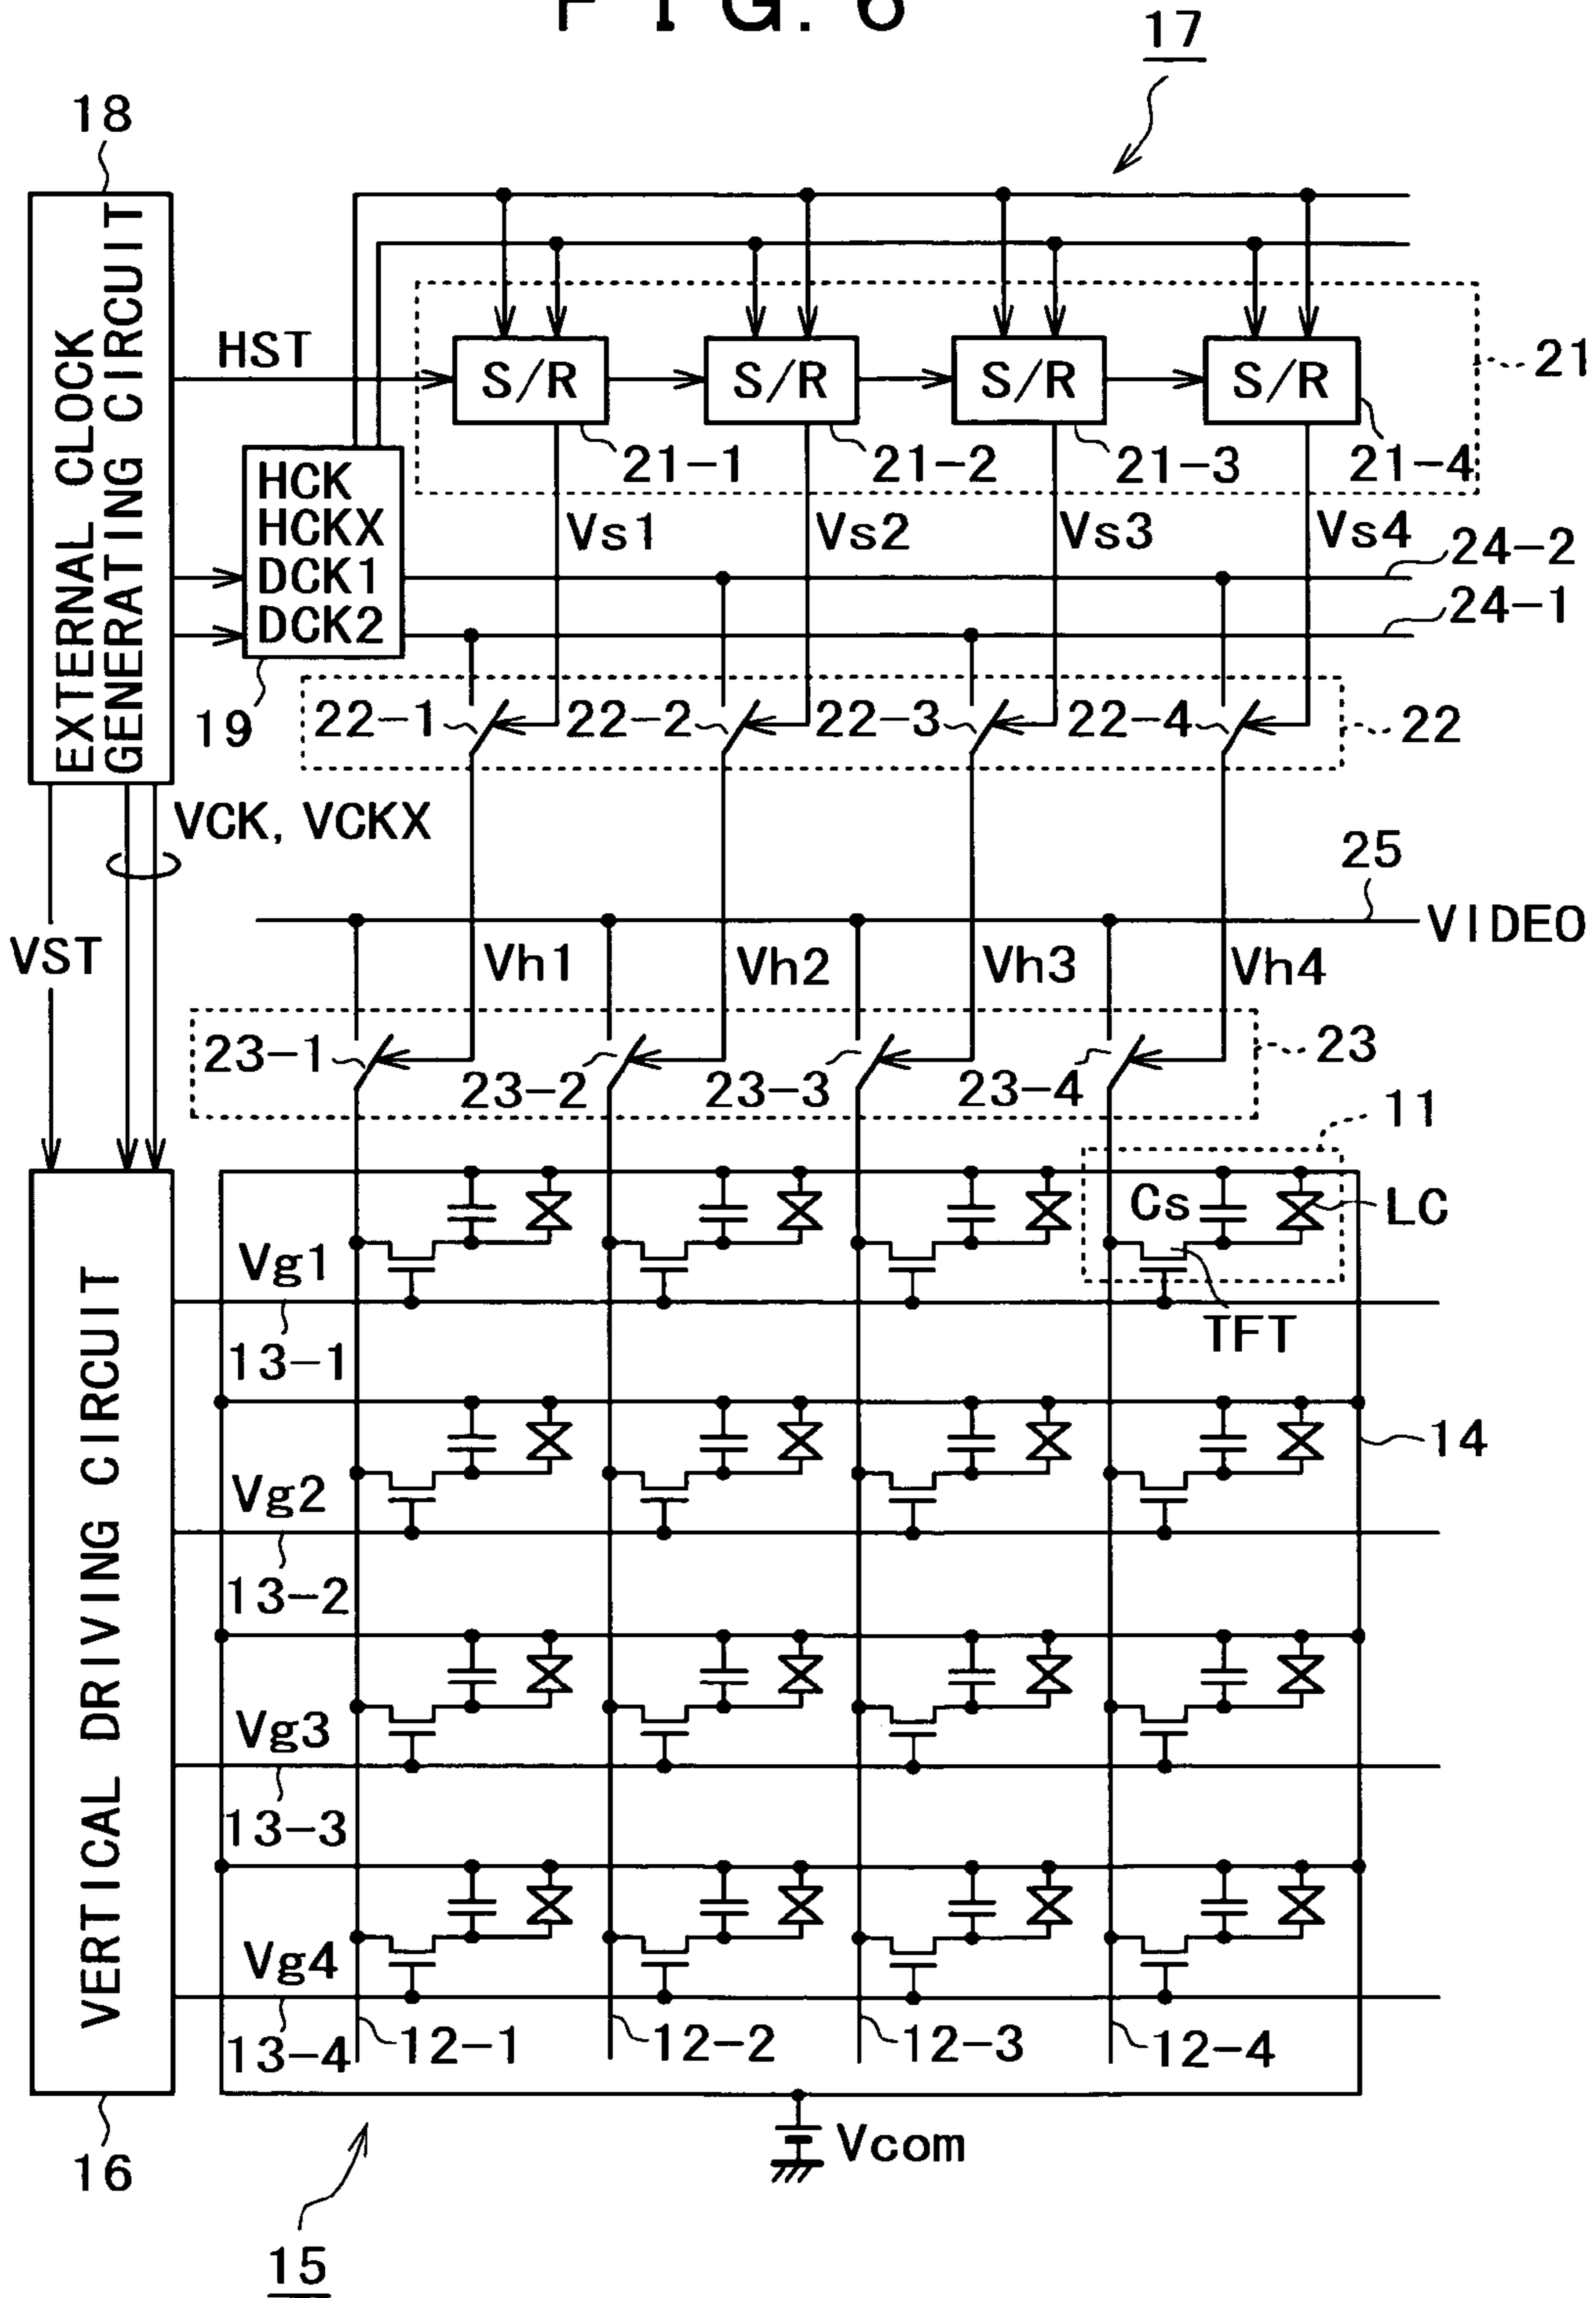 FIG. 6
17
18
EXTERNAL CLOCK
GENERATING CIRCUIT
HST
S/R
S/R
S/R
S/R
21
21-1
21-2
21-3
21-4
HCK
HCKX
DCK1
DCK2
19
Vs1
Vs2
Vs3
Vs4
24-2
24-1
22-1
22-2
22-3
22-4
22
VCK, VCKX
VST
25
VIDEO
Vh1
Vh2
Vh3
Vh4
23-1
23-2
23-3
23-4
23
11
Cs
LC
TFT
VERTICAL DRIVING CIRCUIT
Vg1
13-1
14
Vg2
13-2
Vg3
13-3
Vg4
13-4
12-1
12-2
12-3
12-4
16
Vcom
15